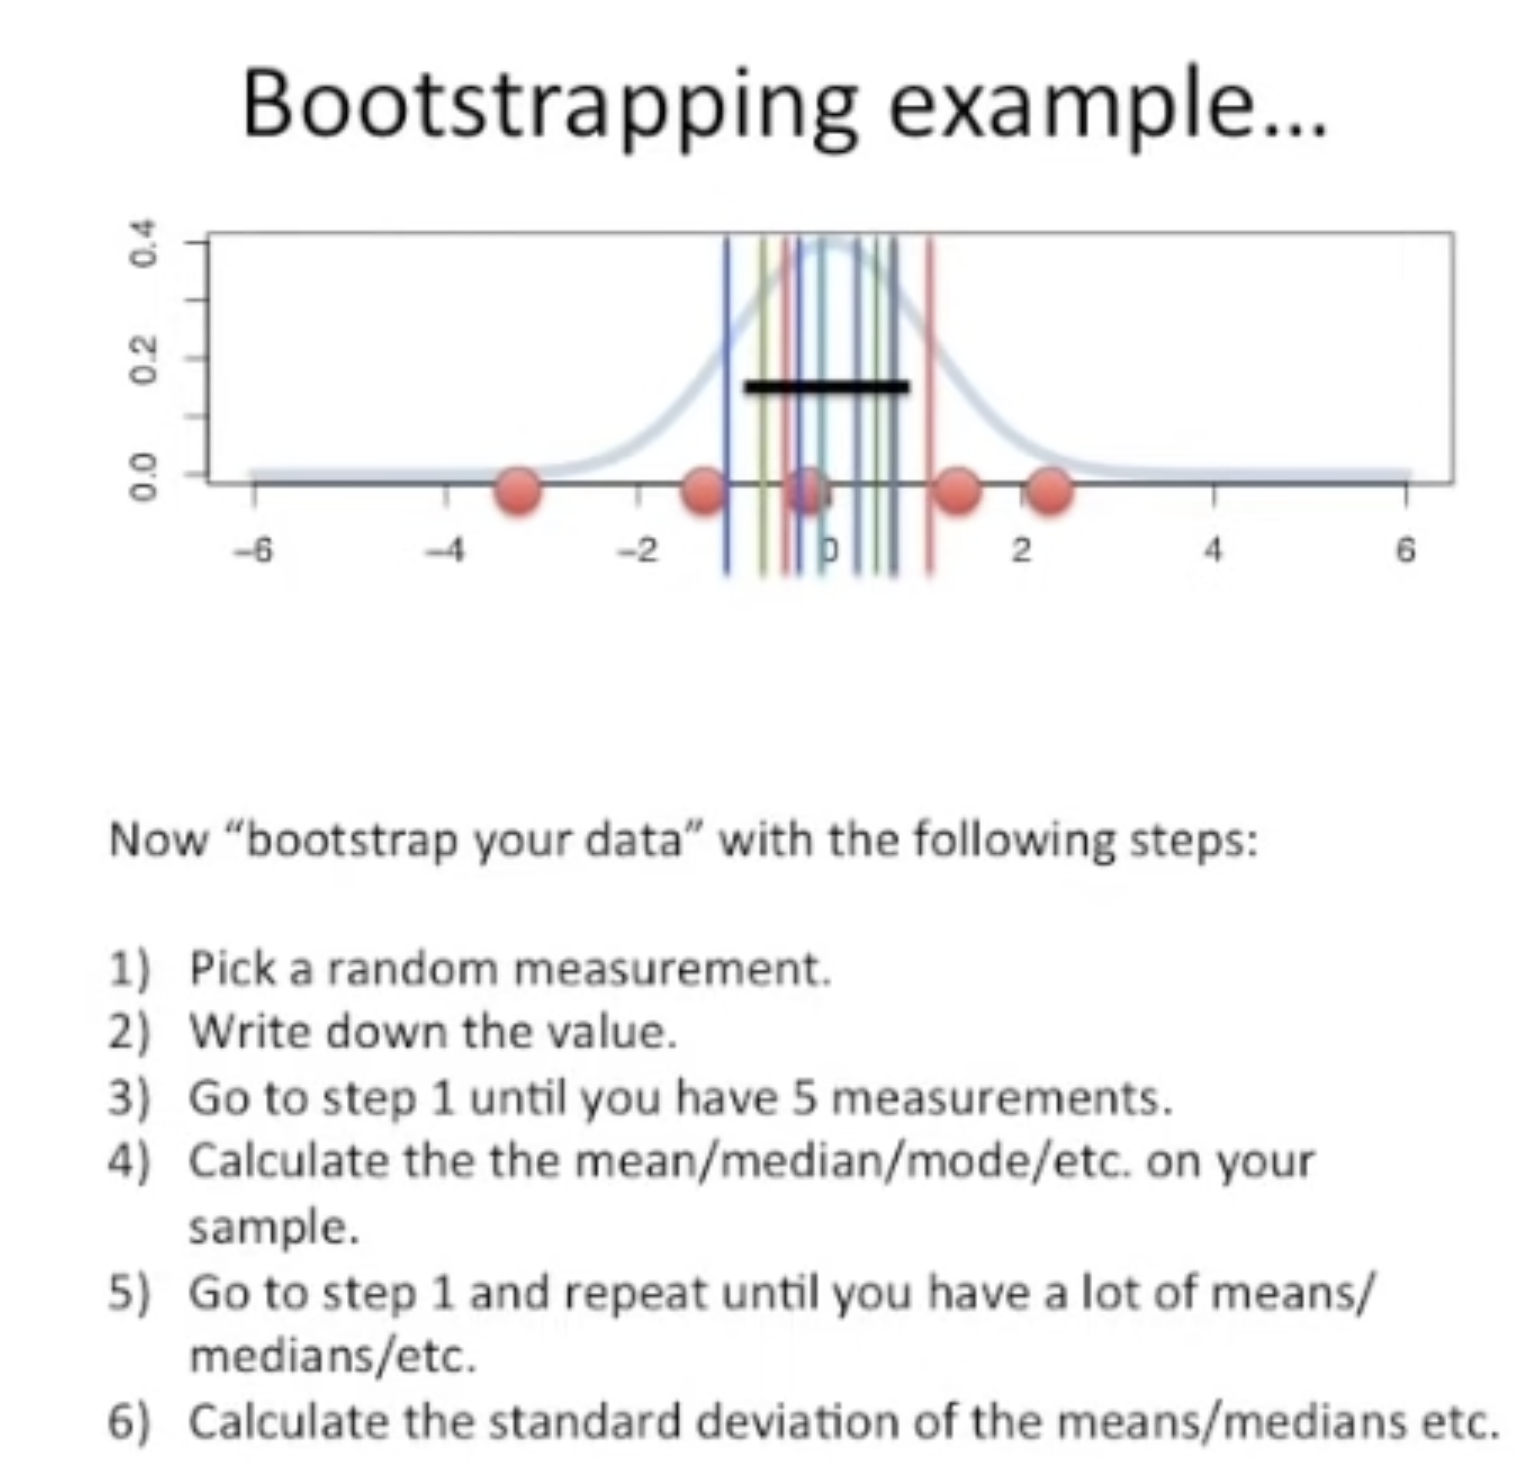 Bootstrapping example...
0.4
0.2
0.0
−6 −4 −2 0 2 4 6
Now “bootstrap your data” with the following steps:
1) Pick a random measurement.
2) Write down the value.
3) Go to step 1 until you have 5 measurements.
4) Calculate the the mean/median/mode/etc. on your
sample.
5) Go to step 1 and repeat until you have a lot of means/
medians/etc.
6) Calculate the standard deviation of the means/medians etc.